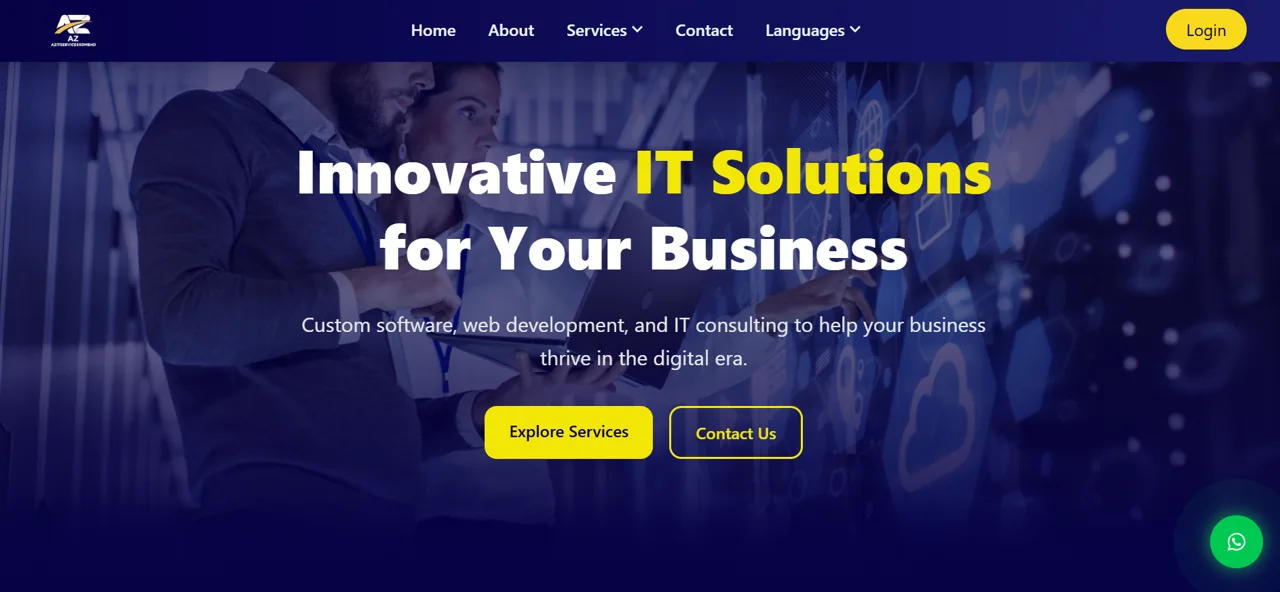 AZ
Home
About
Services
Contact
Languages
Login
Innovative IT Solutions
for Your Business
Custom software, web development, and IT consulting to help your business
thrive in the digital era.
Explore Services
Contact Us